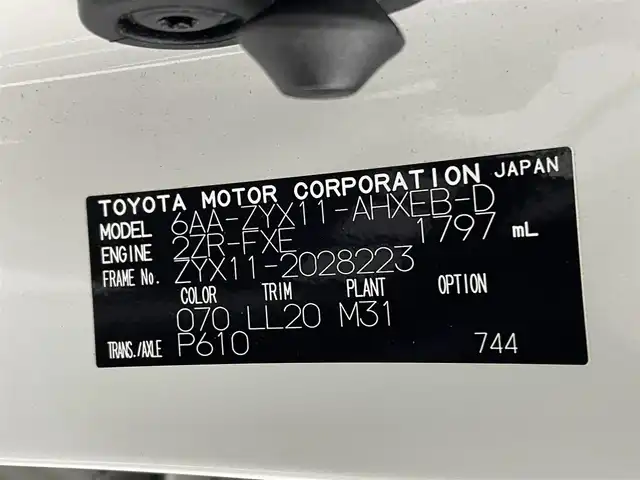 TOYOTA MOTOR CORPORATION JAPAN
MODEL 6AA-ZYX11-AHXEB-D
ENGINE 2ZR-FXE 1797 mL
FRAME No. ZYX11-2028223
COLOR TRIM PLANT OPTION
070 LL20 M31
TRANS./AXLE P610 744